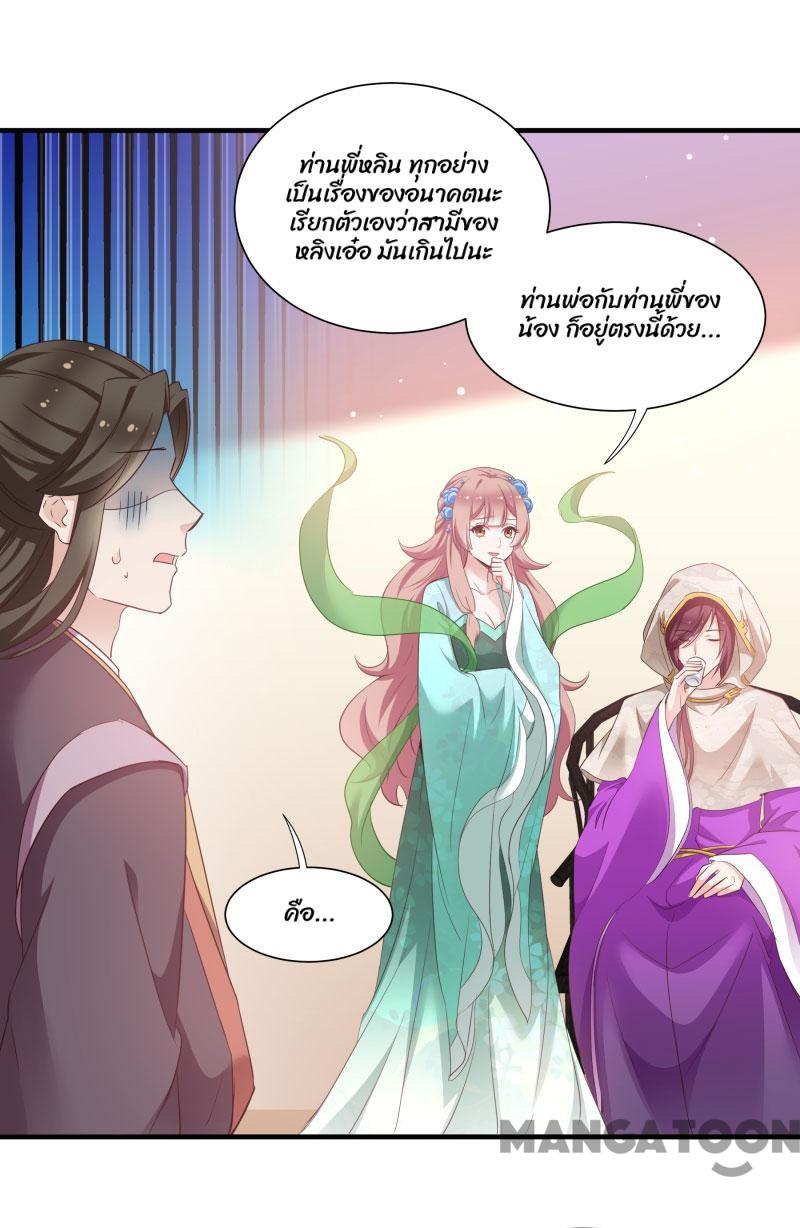 ท่านพี่หลิน ทุกอย่าง
เป็นเรื่องของอนาคตนะ
เรียกตัวเองว่าสามีของ
หลิงเอ๋อ มันเกินไปนะ
ท่านพ่อกับท่านพี่ของ
น้อง ก็อยู่ตรงนี้ด้วย...
คือ...
MANGATOON